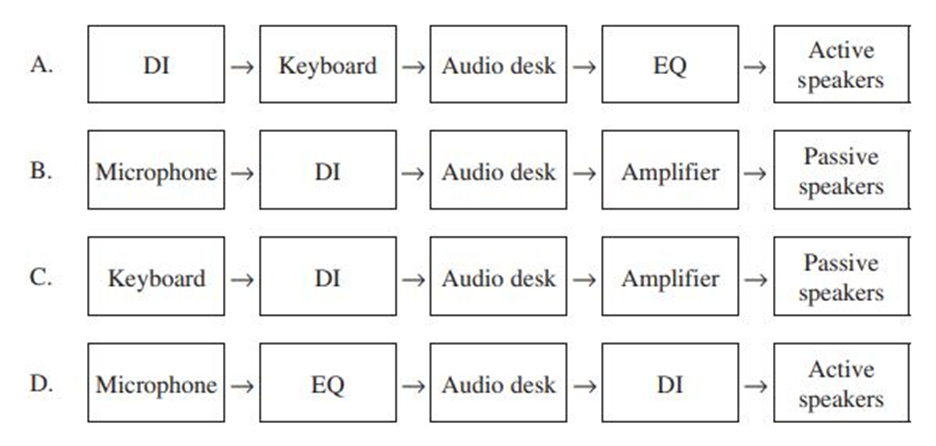 A. DI → Keyboard → Audio desk → EQ → Active speakers
B. Microphone → DI → Audio desk → Amplifier → Passive speakers
C. Keyboard → DI → Audio desk → Amplifier → Passive speakers
D. Microphone → EQ → Audio desk → DI → Active speakers